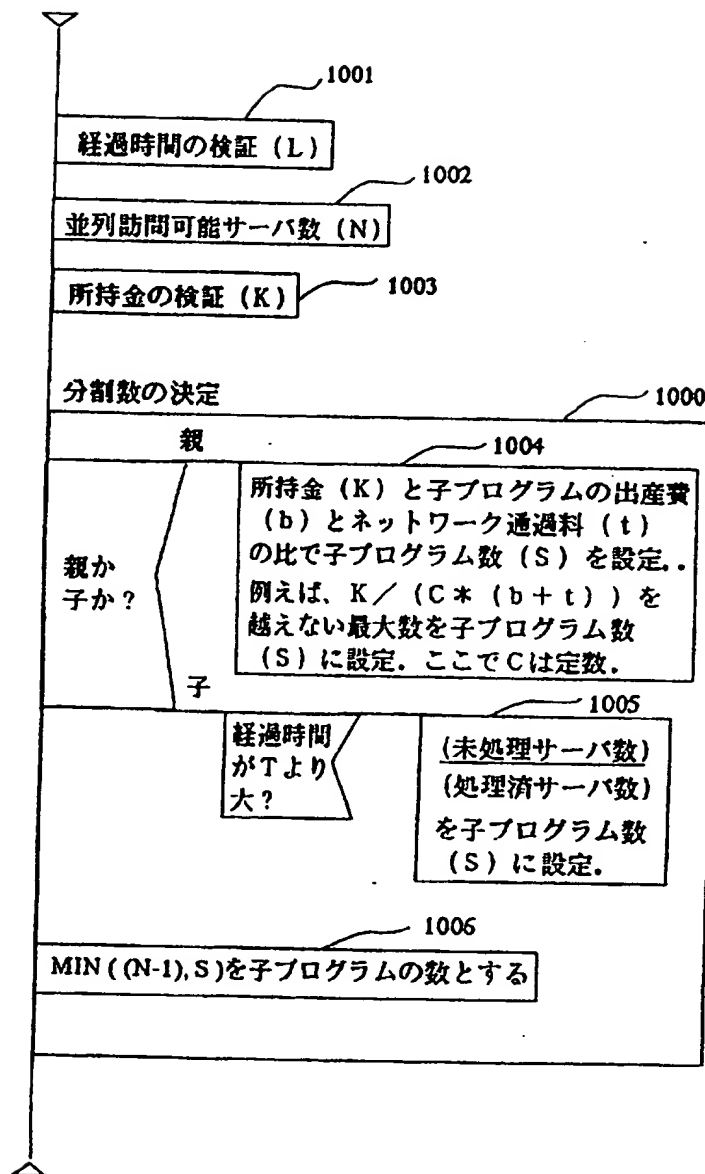 1001
経過時間の検証 (L)
1002
並列訪問可能サーバ数 (N)
1003
所持金の検証 (K)
分割数の決定
1000
親
1004
親か
子か?
所持金 (K) と子プログラムの出産費
(b) とネットワーク通過料 (t)
の比で子プログラム数 (S) を設定..
例えば、K/ (C* (b+t)) を
越えない最大数を子プログラム数
(S) に設定. ここでCは定数.
子
1005
経過時間
がTより
大?
(未処理サーバ数)
(処理済サーバ数)
を子プログラム数
(S) に設定.
1006
MIN ((N-1), S)を子プログラムの数とする